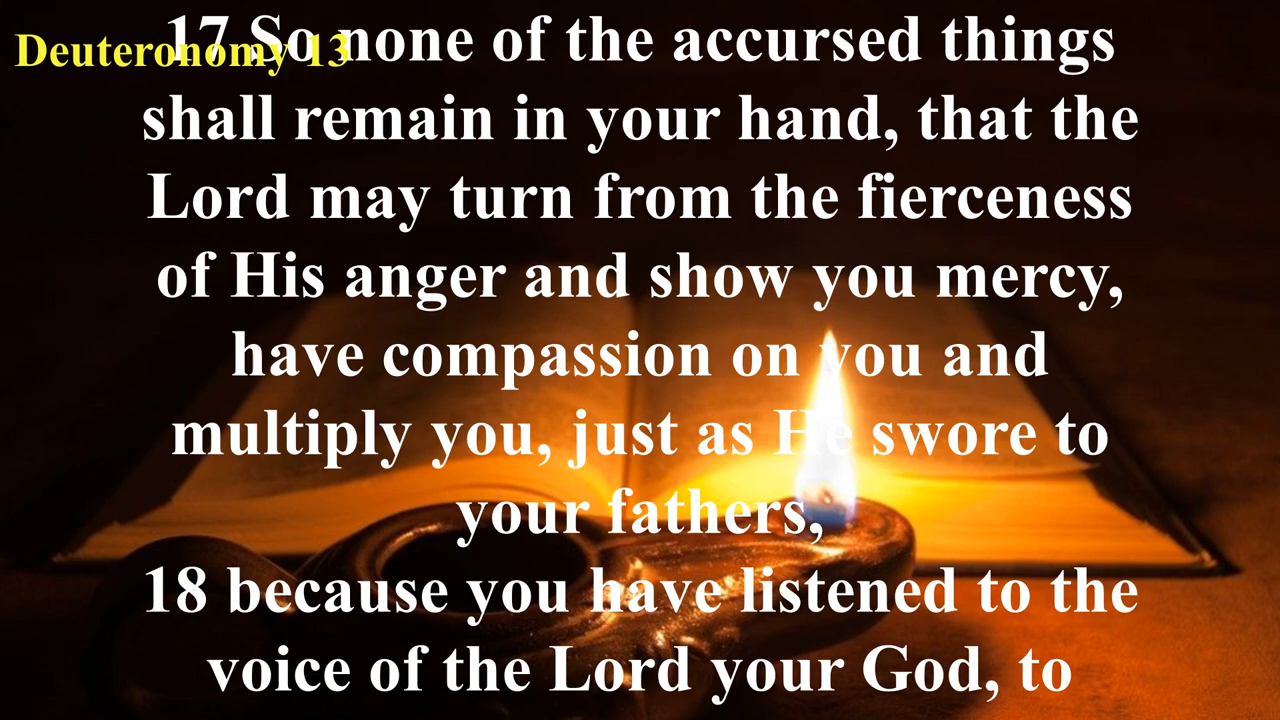 Deuteronomy 13
17 So none of the accursed things
shall remain in your hand, that the
Lord may turn from the fierceness
of His anger and show you mercy,
have compassion on you and
multiply you, just as He swore to
your fathers,
18 because you have listened to the
voice of the Lord your God, to